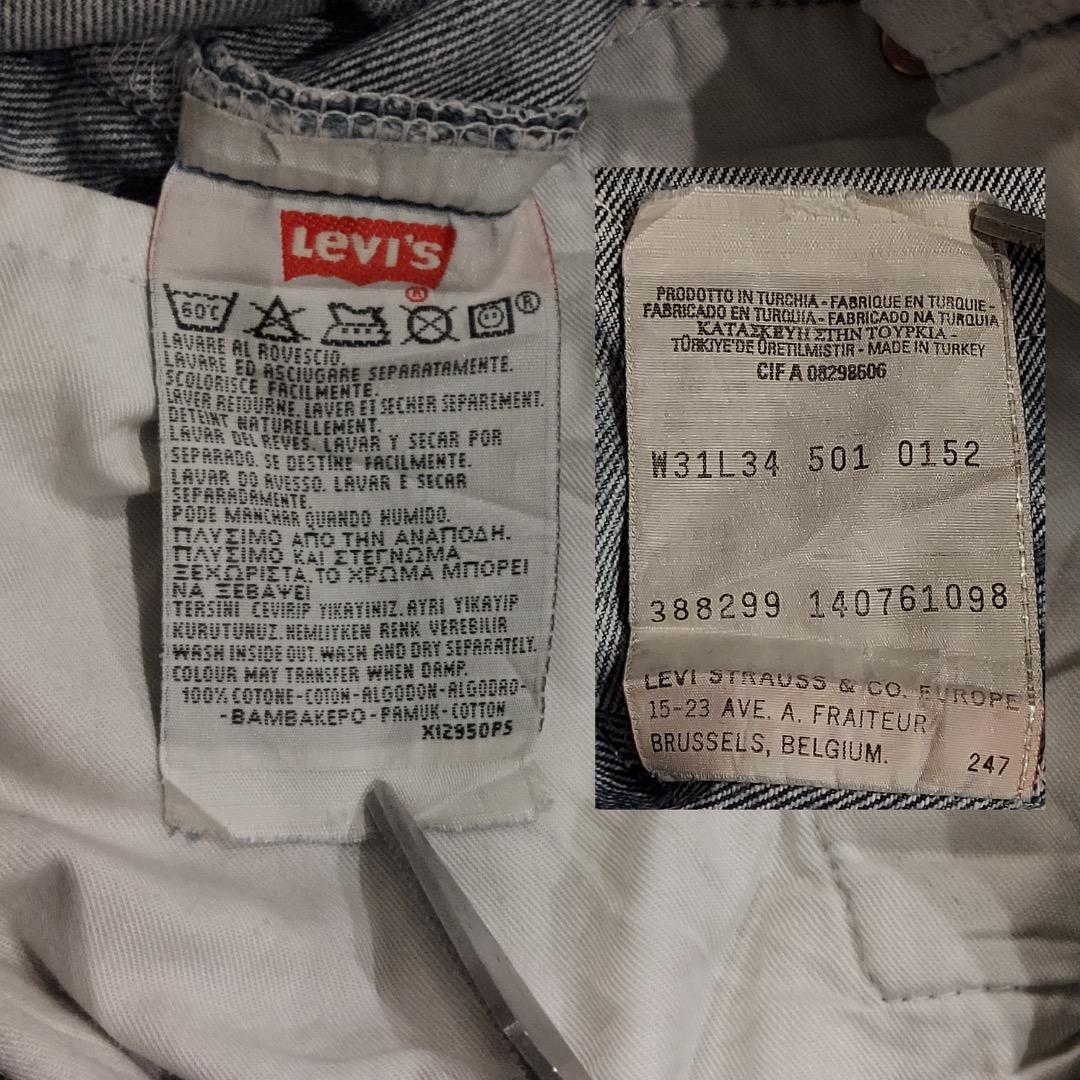 LEVI'S ®
60°C ®
LAVARE AL ROVESCIO.
LAVARE ED ASCIUGARE SEPARATAMENTE.
SCOLORISCE FACILMENTE.
LAVER RETOURNE. LAVER ET SECHER SEPAREMENT.
DETEINT NATURELLEMENT.
LAVAR DEL REVES. LAVAR Y SECAR POR
SEPARADO. SE DESTINE FACILMENTE.
LAVAR DO AVESSO. LAVAR E SECAR
SEPARADAMENTE.
PODE MANCHAR QUANDO HUMIDO.
ΠΛΥΣΙΜΟ ΑΠΟ ΤΗΝ ΑΝΑΠΟΔΗ.
ΠΛΥΣΙΜΟ ΚΑΙ ΣΤΕΓΝΩΜΑ
ΞΕΧΩΡΙΣΤΑ. ΤΟ ΧΡΩΜΑ ΜΠΟΡΕΙ
ΝΑ ΞΕΒΑΨΕΙ
TERSINI CEVIRIP YIKAYINIZ. AYRI YIKAYIP
KURUTUNUZ. NEMLIYKEN RENK VEREBILIR
WASH INSIDE OUT. WASH AND DRY SEPARATELY.
COLOUR MAY TRANSFER WHEN DAMP.
100% COTONE-COTON-ALGODON-ALGODAO-
-ΒΑΜΒΑΚΕΡΟ-PAMUK-COTTON
X12950PS
PRODOTTO IN TURCHIA - FABRIQUE EN TURQUIE -
FABRICADO EN TURQUIA - FABRICADO NA TURQUIA
ΚΑΤΑΣΚΕΥΗ ΣΤΗΝ ΤΟΥΡΚΙΑ -
TÜRKIYE'DE ÜRETILMISTIR - MADE IN TURKEY
CIF A 08298606
W31L34 501 0152
388299 140761098
LEVI STRAUSS & CO. EUROPE
15-23 AVE. A. FRAITEUR
BRUSSELS, BELGIUM.
247